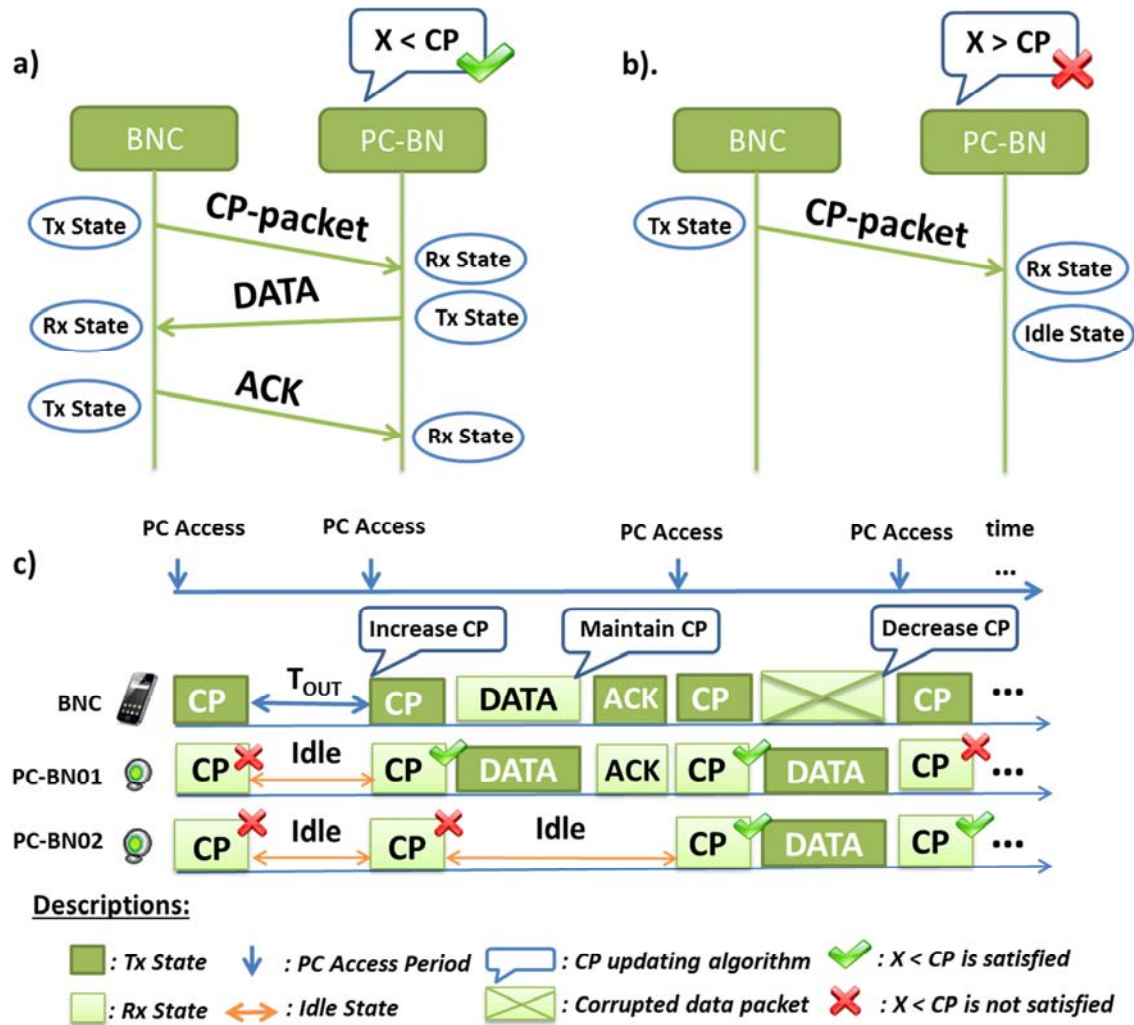 a)
X < CP
b).
X > CP
BNC
PC-BN
BNC
PC-BN
Tx State
CP-packet
Rx State
DATA
Rx State
Tx State
ACK
Tx State
Rx State
Tx State
CP-packet
Rx State
Idle State
PC Access
PC Access
PC Access
PC Access
time
...
c)
Increase CP
Maintain CP
Decrease CP
BNC
CP
TOUT
CP
DATA
ACK
CP
CP
...
PC-BN01
CP
Idle
CP
DATA
ACK
CP
DATA
CP
...
PC-BN02
CP
Idle
CP
Idle
CP
DATA
CP
...
Descriptions:
: Tx State
: PC Access Period
: CP updating algorithm
: X < CP is satisfied
: Rx State
: Idle State
: Corrupted data packet
: X < CP is not satisfied